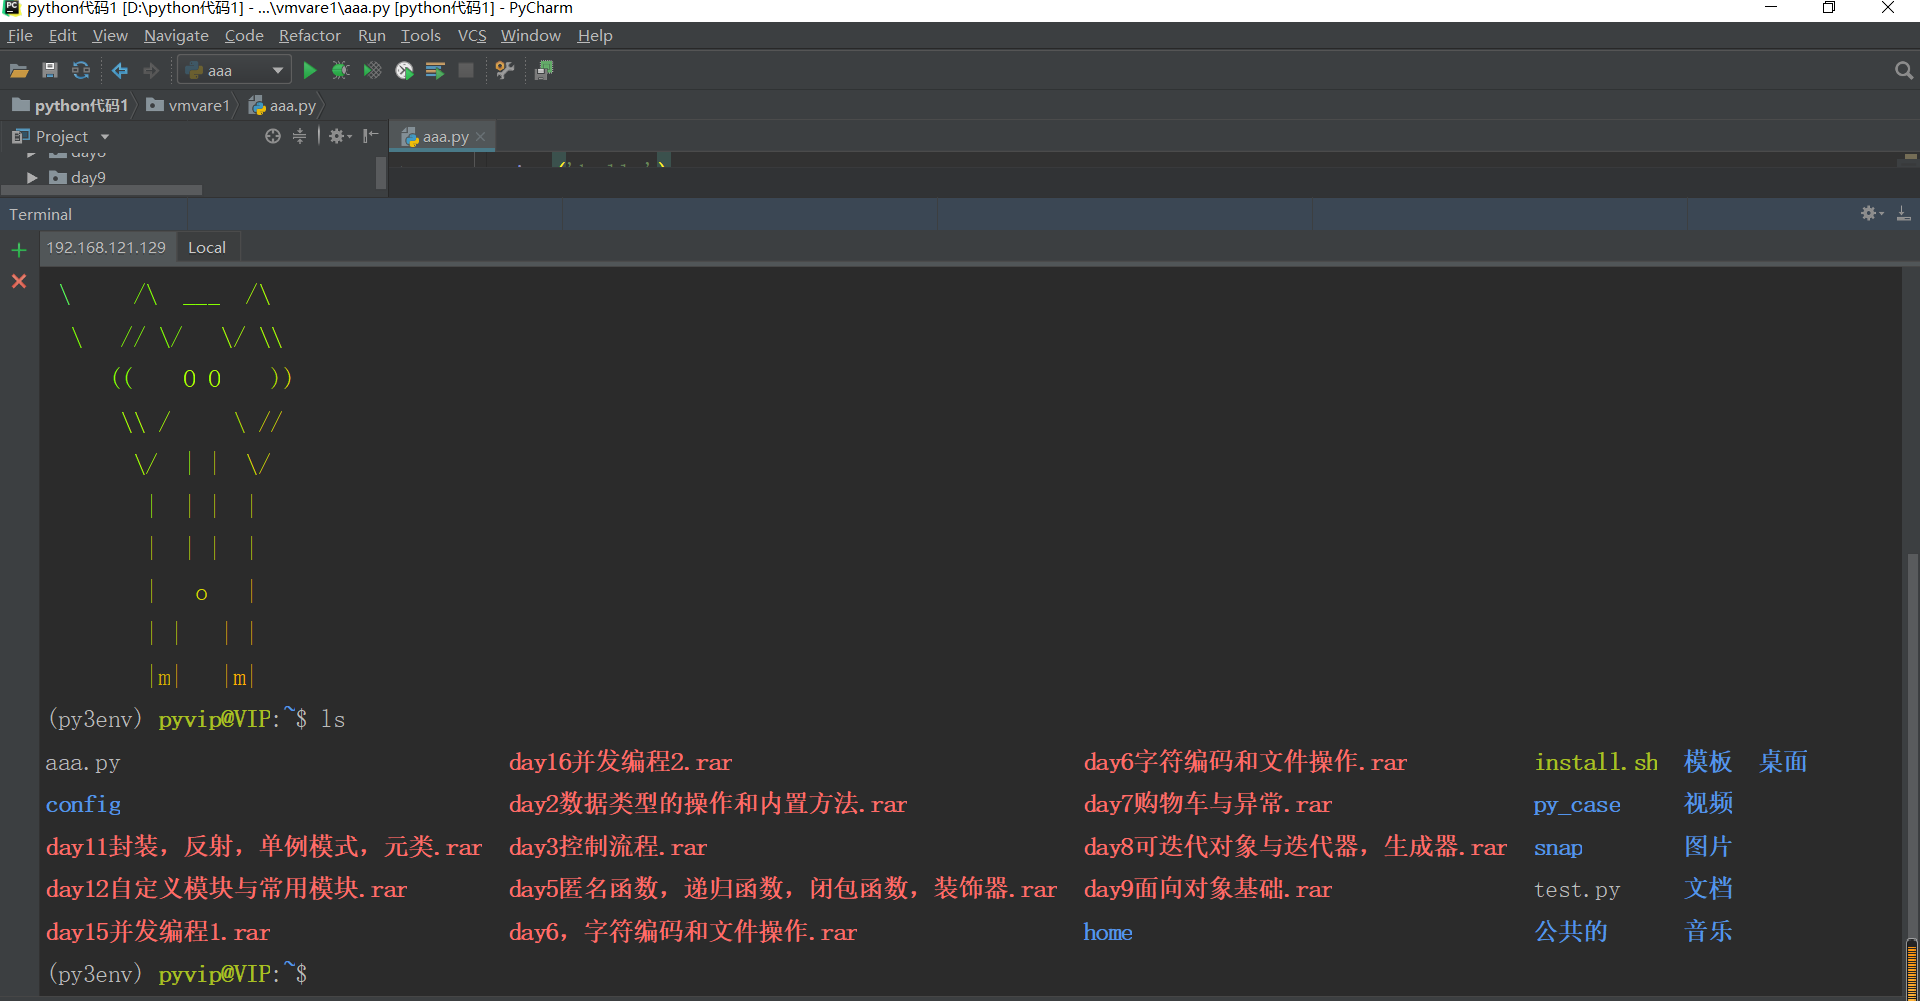 python代码1 [D:\python代码1] - ...\vmvare1\aaa.py [python代码1] - PyCharm
File Edit View Navigate Code Refactor Run Tools VCS Window Help
aaa
python代码1 vmvare1 aaa.py
Project aaa.py
day9
Terminal
192.168.121.129 Local
\     /\  ___  /\
 \   // \/   \/ \\
    ((    O O    ))
     \\ /     \ //
      \/  | |  \/
       |  | |  |
       |  | |  |
       |   o   |
       | |   | |
       |m|   |m|
(py3env) pyvip@VIP:~$ ls
aaa.py day16并发编程2.rar day6字符编码和文件操作.rar install.sh 模板 桌面
config day2数据类型的操作和内置方法.rar day7购物车与异常.rar py_case 视频
day11封装，反射，单例模式，元类.rar day3控制流程.rar day8可迭代对象与迭代器，生成器.rar snap 图片
day12自定义模块与常用模块.rar day5匿名函数，递归函数，闭包函数，装饰器.rar day9面向对象基础.rar test.py 文档
day15并发编程1.rar day6，字符编码和文件操作.rar home 公共的 音乐
(py3env) pyvip@VIP:~$